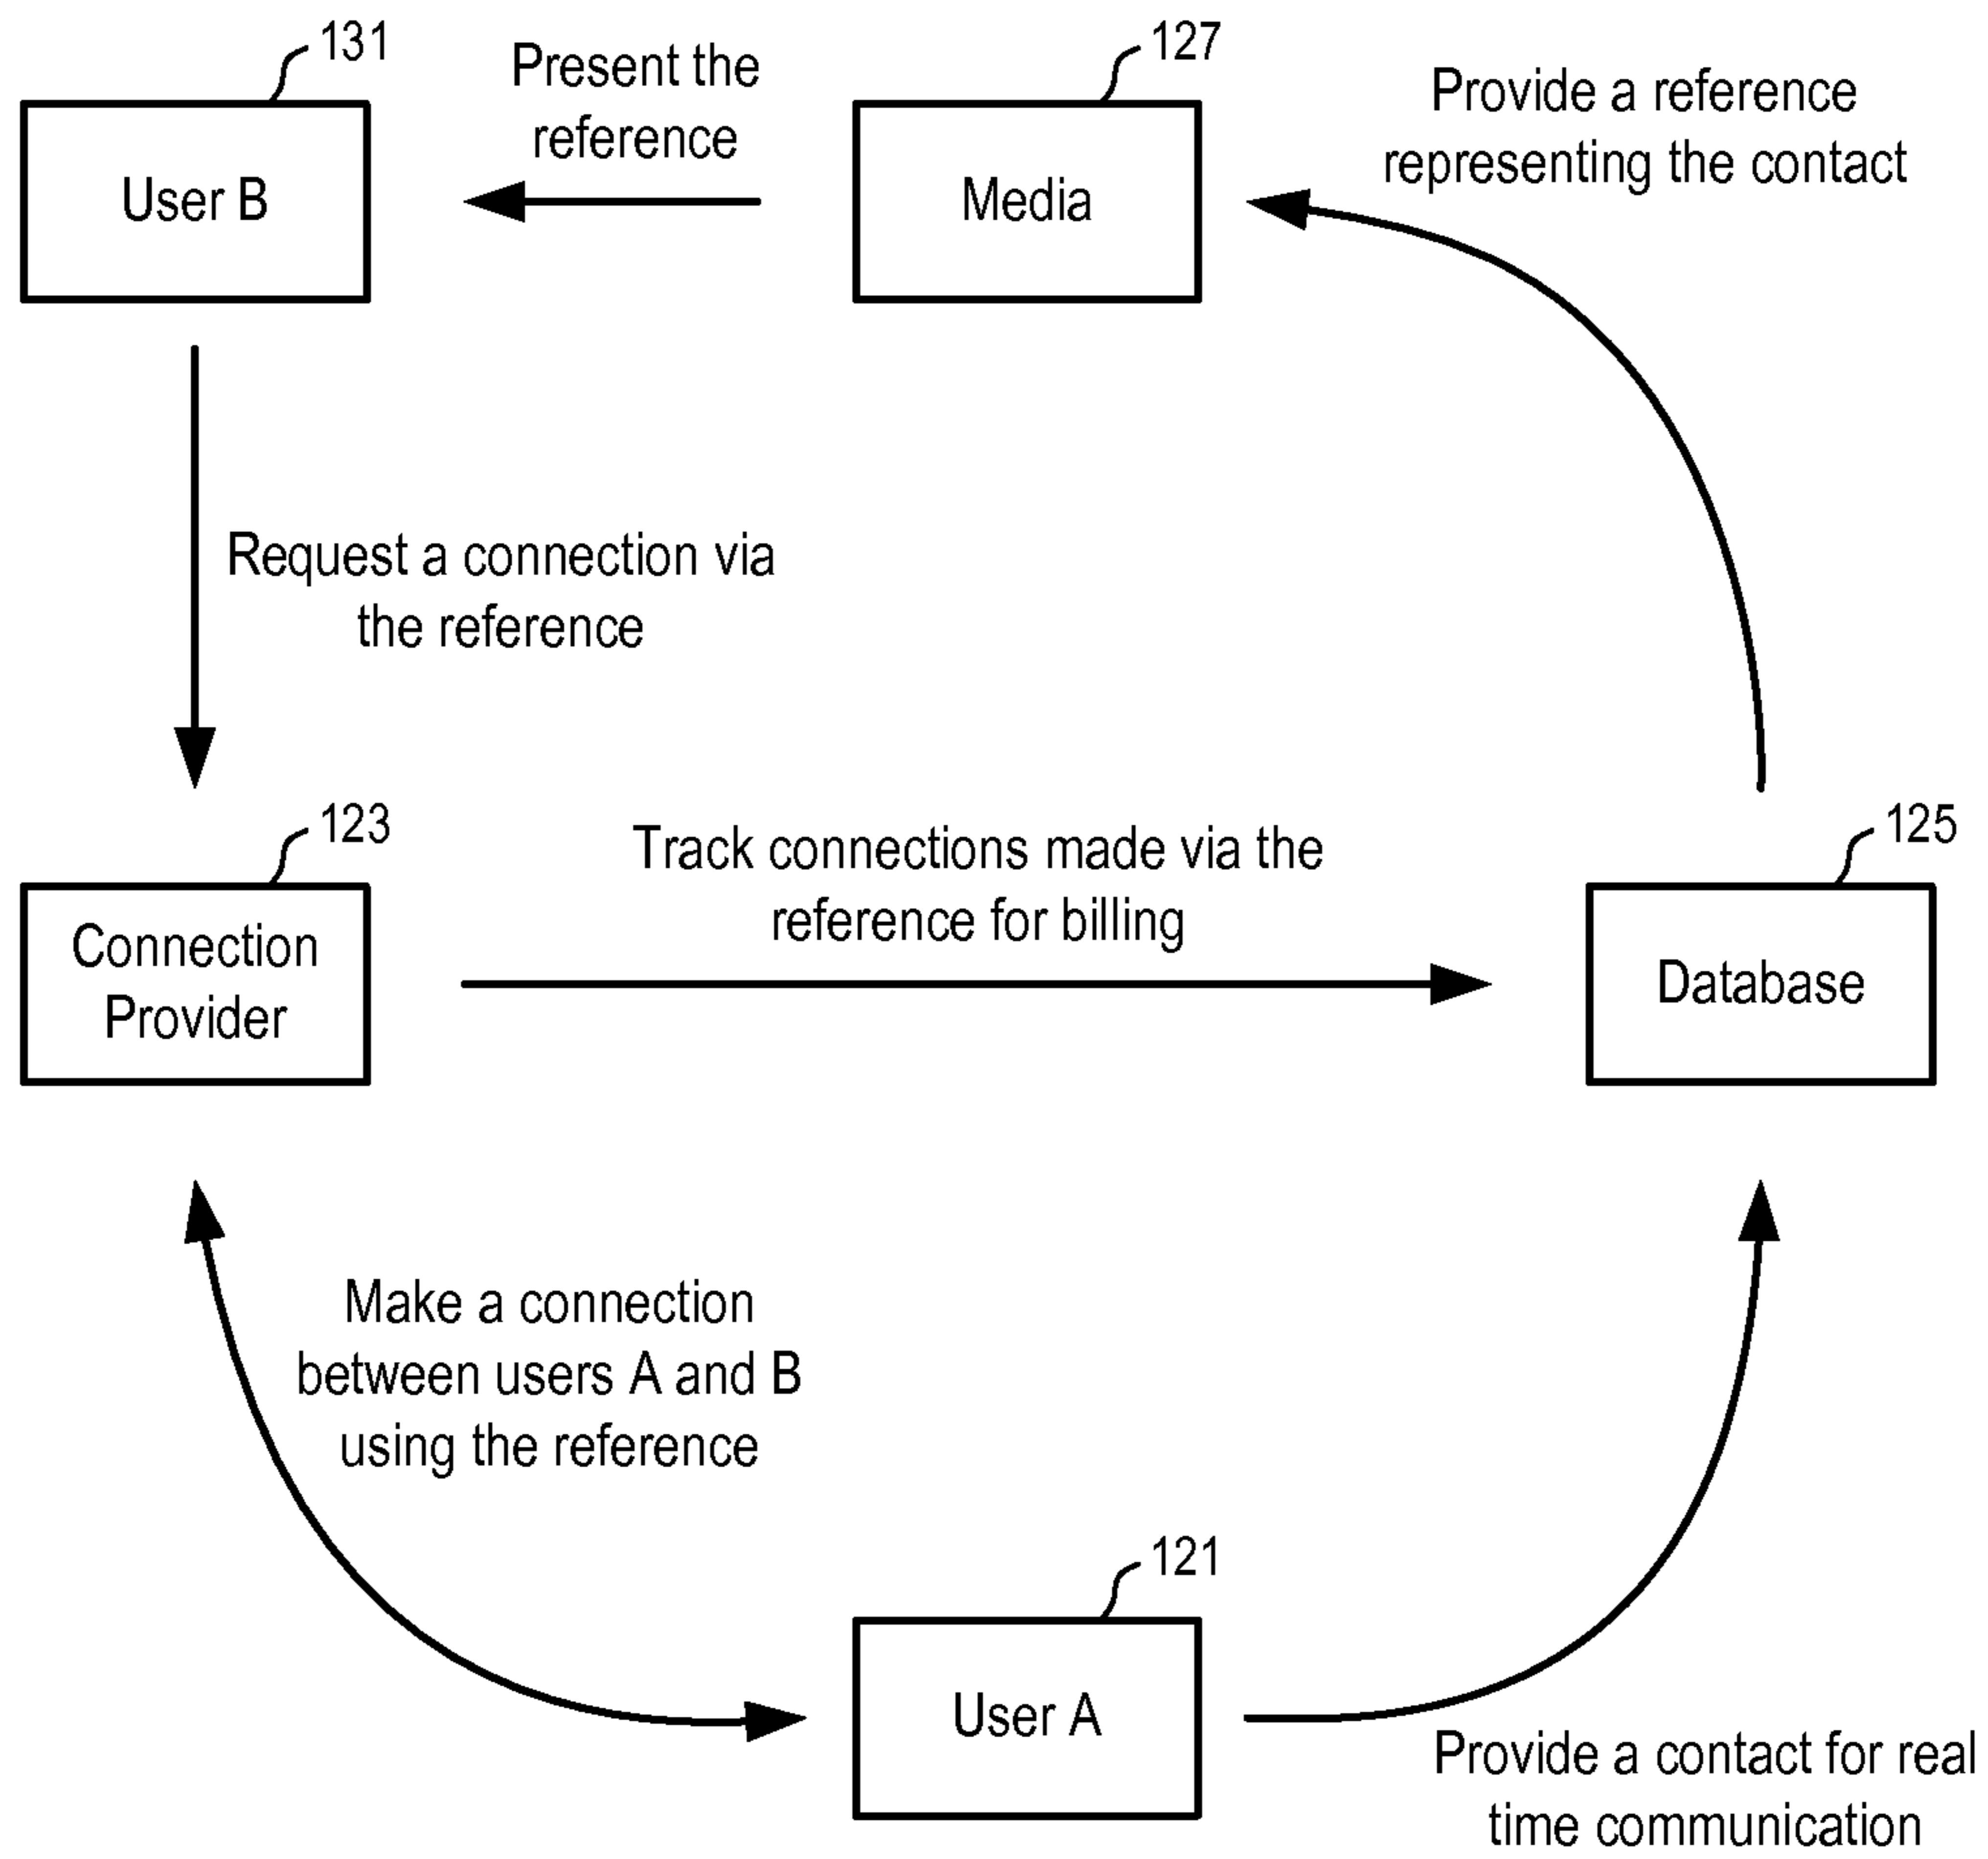 131
Present the
reference
127
Provide a reference
representing the contact
User B
Media
Request a connection via
the reference
123
Track connections made via the
reference for billing
125
Connection
Provider
Database
Make a connection
between users A and B
using the reference
121
User A
Provide a contact for real
time communication